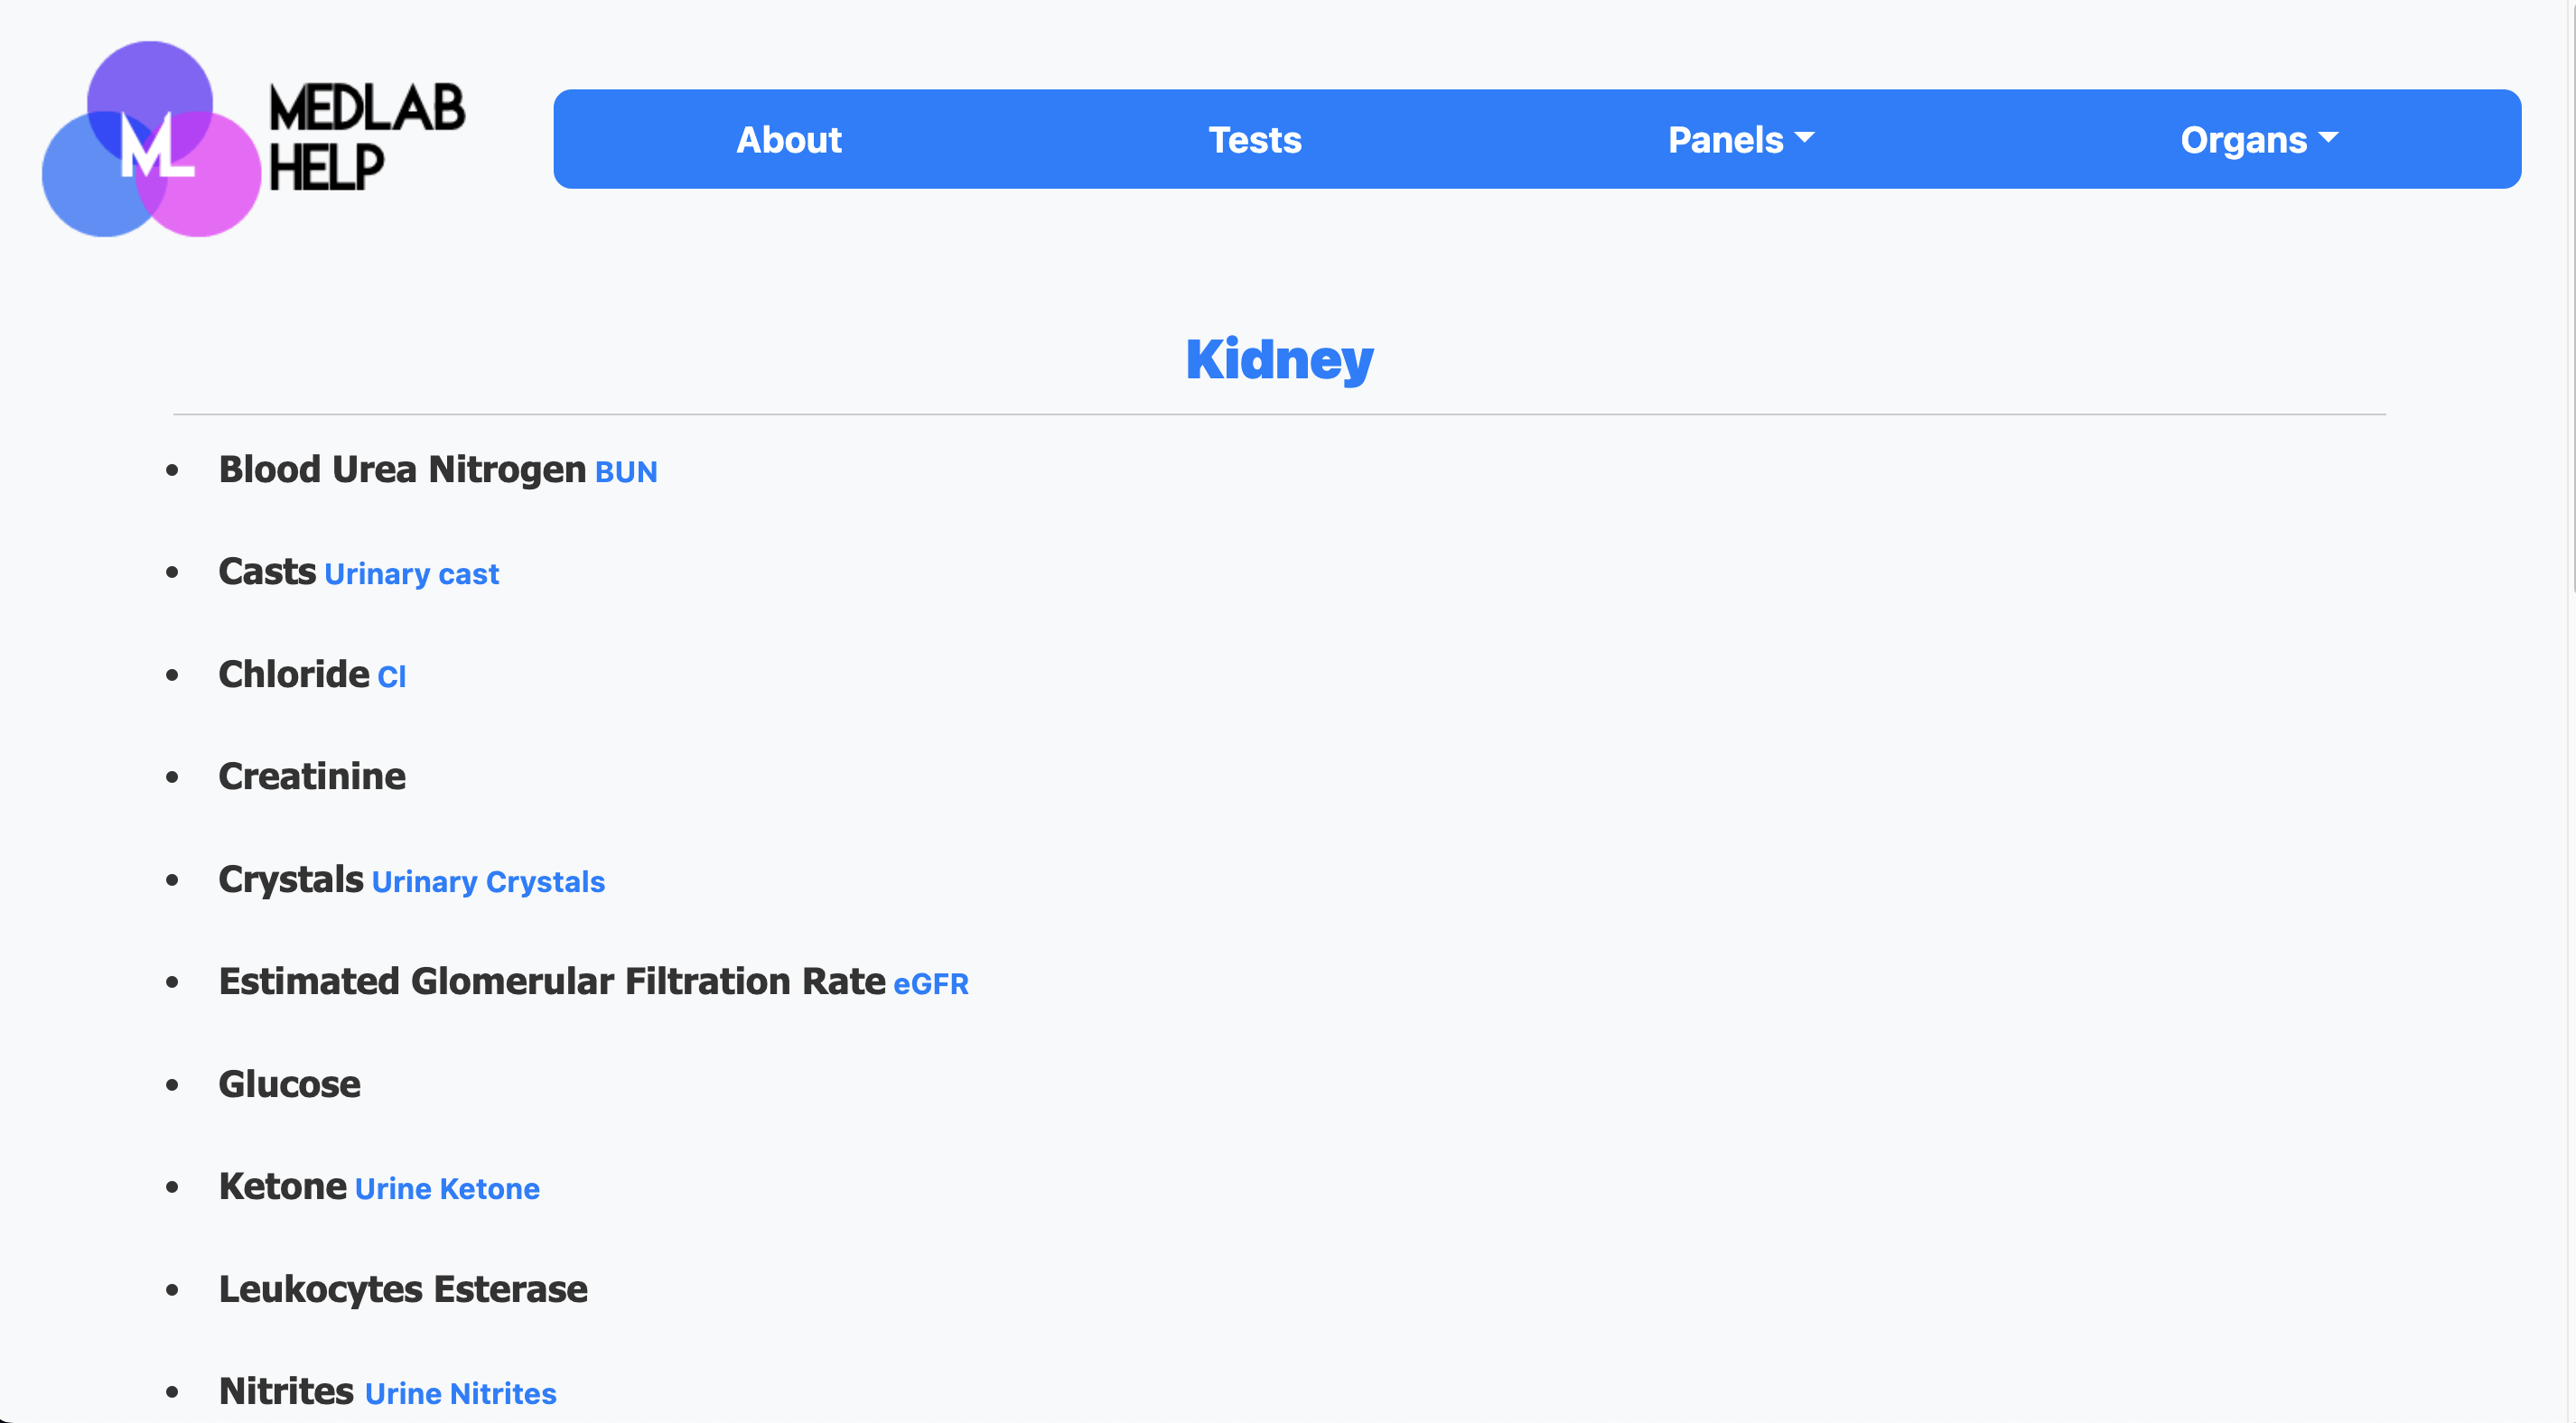 ML
MEDLAB
HELP
About Tests Panels Organs
Kidney
• Blood Urea Nitrogen BUN
• Casts Urinary cast
• Chloride Cl
• Creatinine
• Crystals Urinary Crystals
• Estimated Glomerular Filtration Rate eGFR
• Glucose
• Ketone Urine Ketone
• Leukocytes Esterase
• Nitrites Urine Nitrites